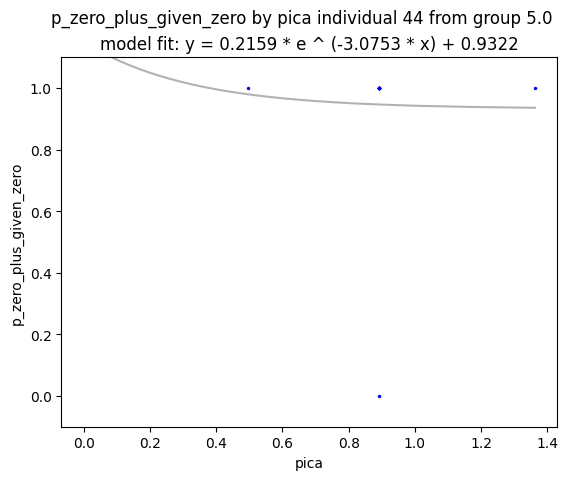 p_zero_plus_given_zero by pica individual 44 from group 5.0
model fit: y = 0.2159 * e ^ (-3.0753 * x) + 0.9322
1.0
0.8
0.6
0.4
0.2
0.0
p_zero_plus_given_zero
0.0 0.2 0.4 0.6 0.8 1.0 1.2 1.4
pica